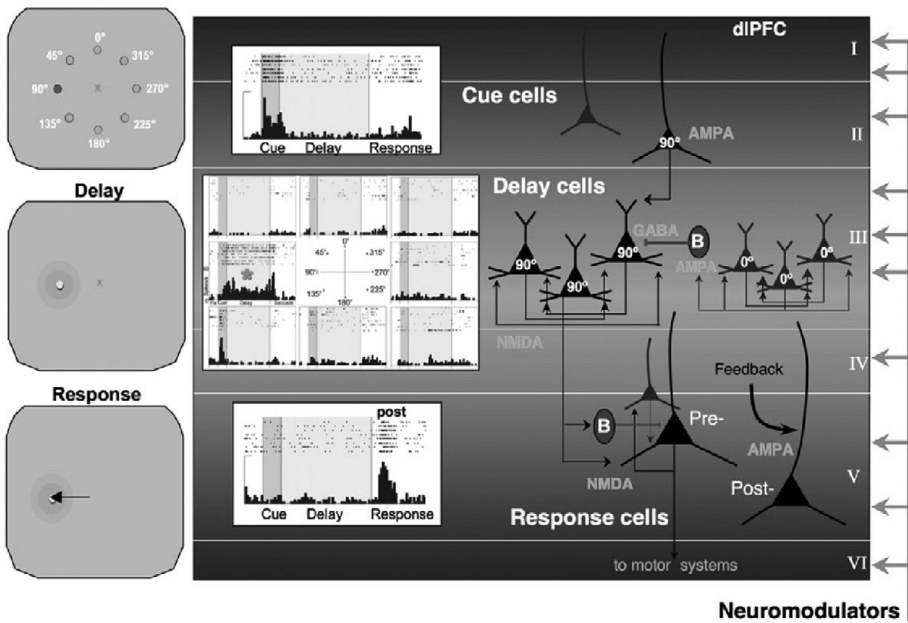 0°
45°
315°
90°
x
270°
135°
225°
180°
Delay
x
Response
dlPFC
Cue cells
AMPA
90°
Cue Delay Response
Delay cells
GABA
B
90°
90°
90°
AMPA
0°
0°
0°
NMDA
0°
45°
315°
90°
270°
135°
225°
180°
Cue Delay
Feedback
AMPA
B
Pre-
NMDA
Post-
Response cells
to motor systems
post
Cue Delay Response
I
II
III
IV
V
VI
Neuromodulators